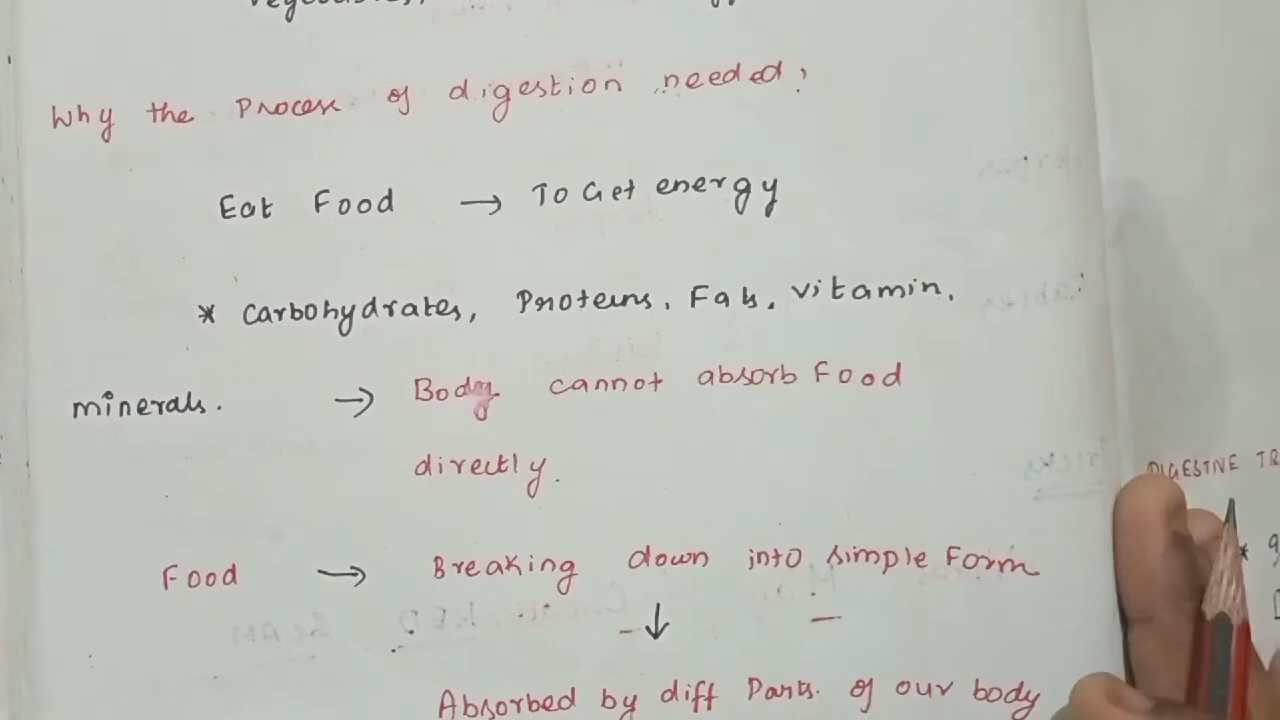 Why the Process of digestion needed?
Eat Food → To Get energy
* Carbohydrates, Proteins, Fats, Vitamin,
minerals. → Body cannot absorb Food
directly.
Food → Breaking down into simple Form
↓
Absorbed by diff Parts of our body
DIGESTIVE TR
*